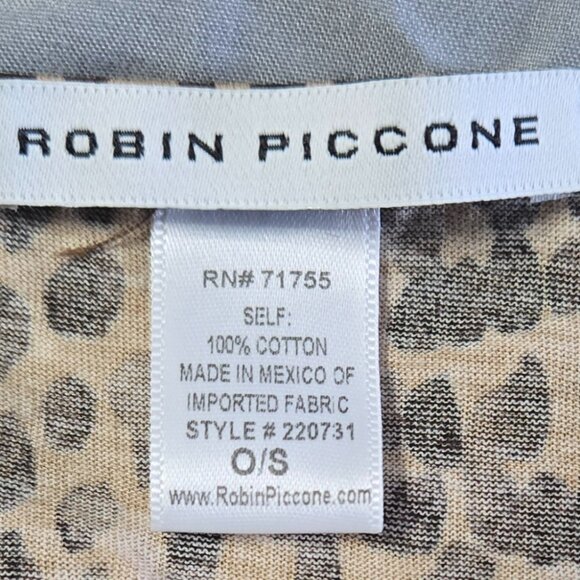 ROBIN PICCONE
RN# 71755
SELF:
100% COTTON
MADE IN MEXICO OF
IMPORTED FABRIC
STYLE # 220731
O/S
www.RobinPiccone.com